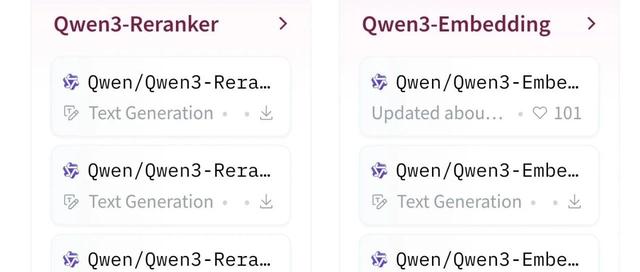 Qwen3-Reranker
Qwen/Qwen3-Rera…
Text Generation
Qwen/Qwen3-Rera…
Text Generation
Qwen/Qwen3-Rera…
Qwen3-Embedding
Qwen/Qwen3-Embe…
Updated abou… • 101
Qwen/Qwen3-Embe…
Text Generation
Qwen/Qwen3-Embe…